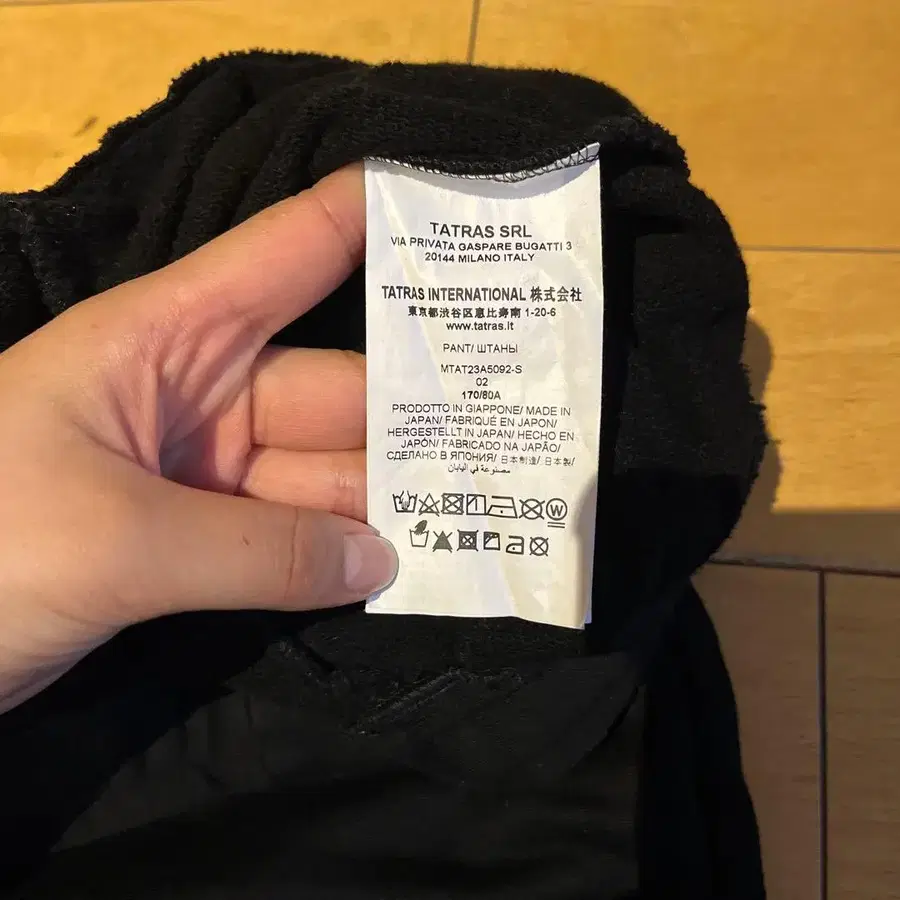 TATRAS SRL
VIA PRIVATA GASPARE BUGATTI 3
20144 MILANO ITALY
TATRAS INTERNATIONAL 株式会社
東京都渋谷区恵比寿南 1-20-6
www.tatras.it
PANT/ ШТАНЫ
MTAT23A5092-S
02
170/80A
PRODOTTO IN GIAPPONE/ MADE IN
JAPAN/ FABRIQUÉ EN JAPON/
HERGESTELLT IN JAPAN/ HECHO EN
JAPÓN/ FABRICADO NA JAPÃO/
СДЕЛАНО В ЯПОНИЯ/ 日本制造/ 日本製/
مصنوعة في اليابان
W